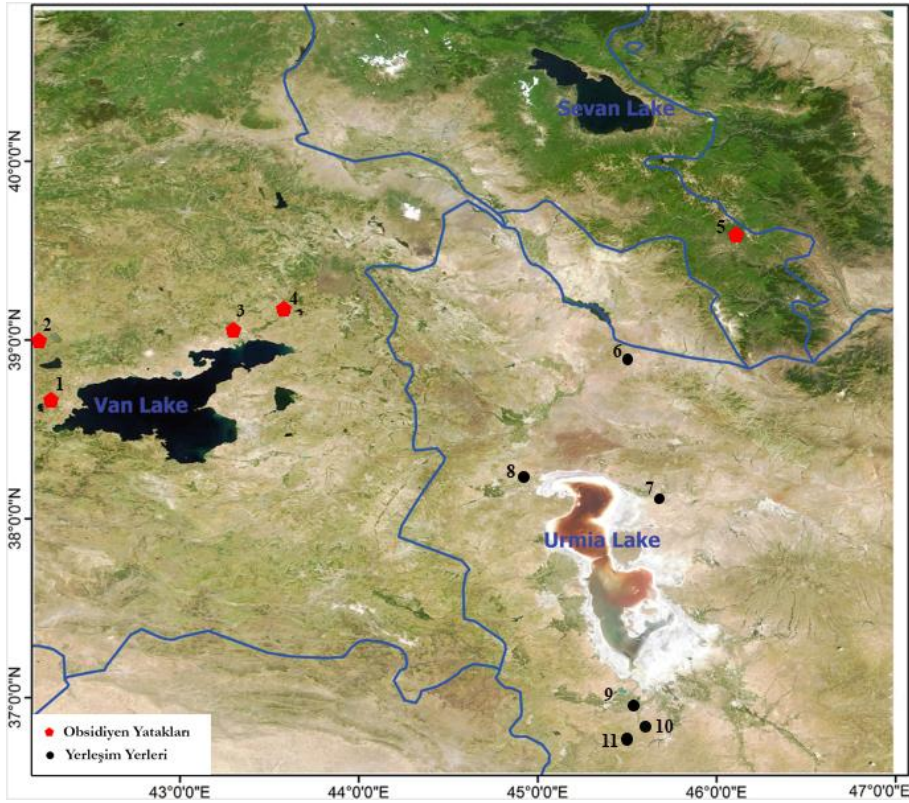 Sevan Lake
40°0'0"N
5
4
3
2
39°0'0"N
6
1
Van Lake
8
7
38°0'0"N
Urmia Lake
9
37°0'0"N
10
Obsidiyen Yatakları
11
Yerleşim Yerleri
43°0'0"E
44°0'0"E
45°0'0"E
46°0'0"E
47°0'0"E